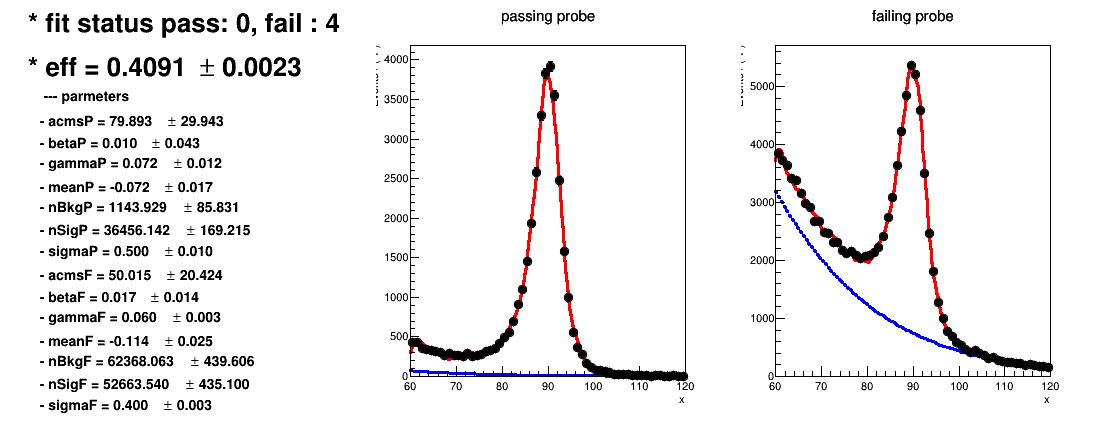 * fit status pass: 0, fail : 4
* eff = 0.4091 ± 0.0023
--- parmeters
- acmsP = 79.893 ± 29.943
- betaP = 0.010 ± 0.043
- gammaP = 0.072 ± 0.012
- meanP = -0.072 ± 0.017
- nBkgP = 1143.929 ± 85.831
- nSigP = 36456.142 ± 169.215
- sigmaP = 0.500 ± 0.010
- acmsF = 50.015 ± 20.424
- betaF = 0.017 ± 0.014
- gammaF = 0.060 ± 0.003
- meanF = -0.114 ± 0.025
- nBkgF = 62368.063 ± 439.606
- nSigF = 52663.540 ± 435.100
- sigmaF = 0.400 ± 0.003
passing probe
4000
3500
3000
2500
2000
1500
1000
500
0
60 70 80 90 100 110 120
x
failing probe
5000
4000
3000
2000
1000
0
60 70 80 90 100 110 120
x